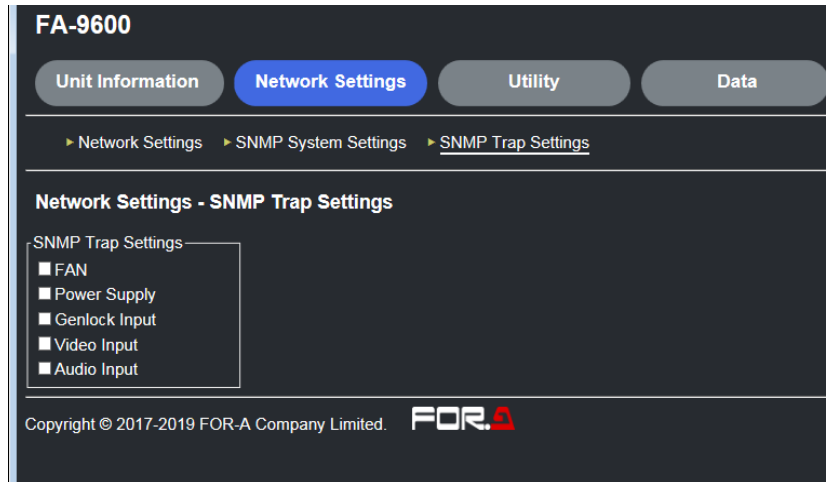 FA-9600
Unit Information Network Settings Utility Data
Network Settings SNMP System Settings SNMP Trap Settings
Network Settings - SNMP Trap Settings
SNMP Trap Settings
FAN
Power Supply
Genlock Input
Video Input
Audio Input
Copyright © 2017-2019 FOR-A Company Limited. FOR.A